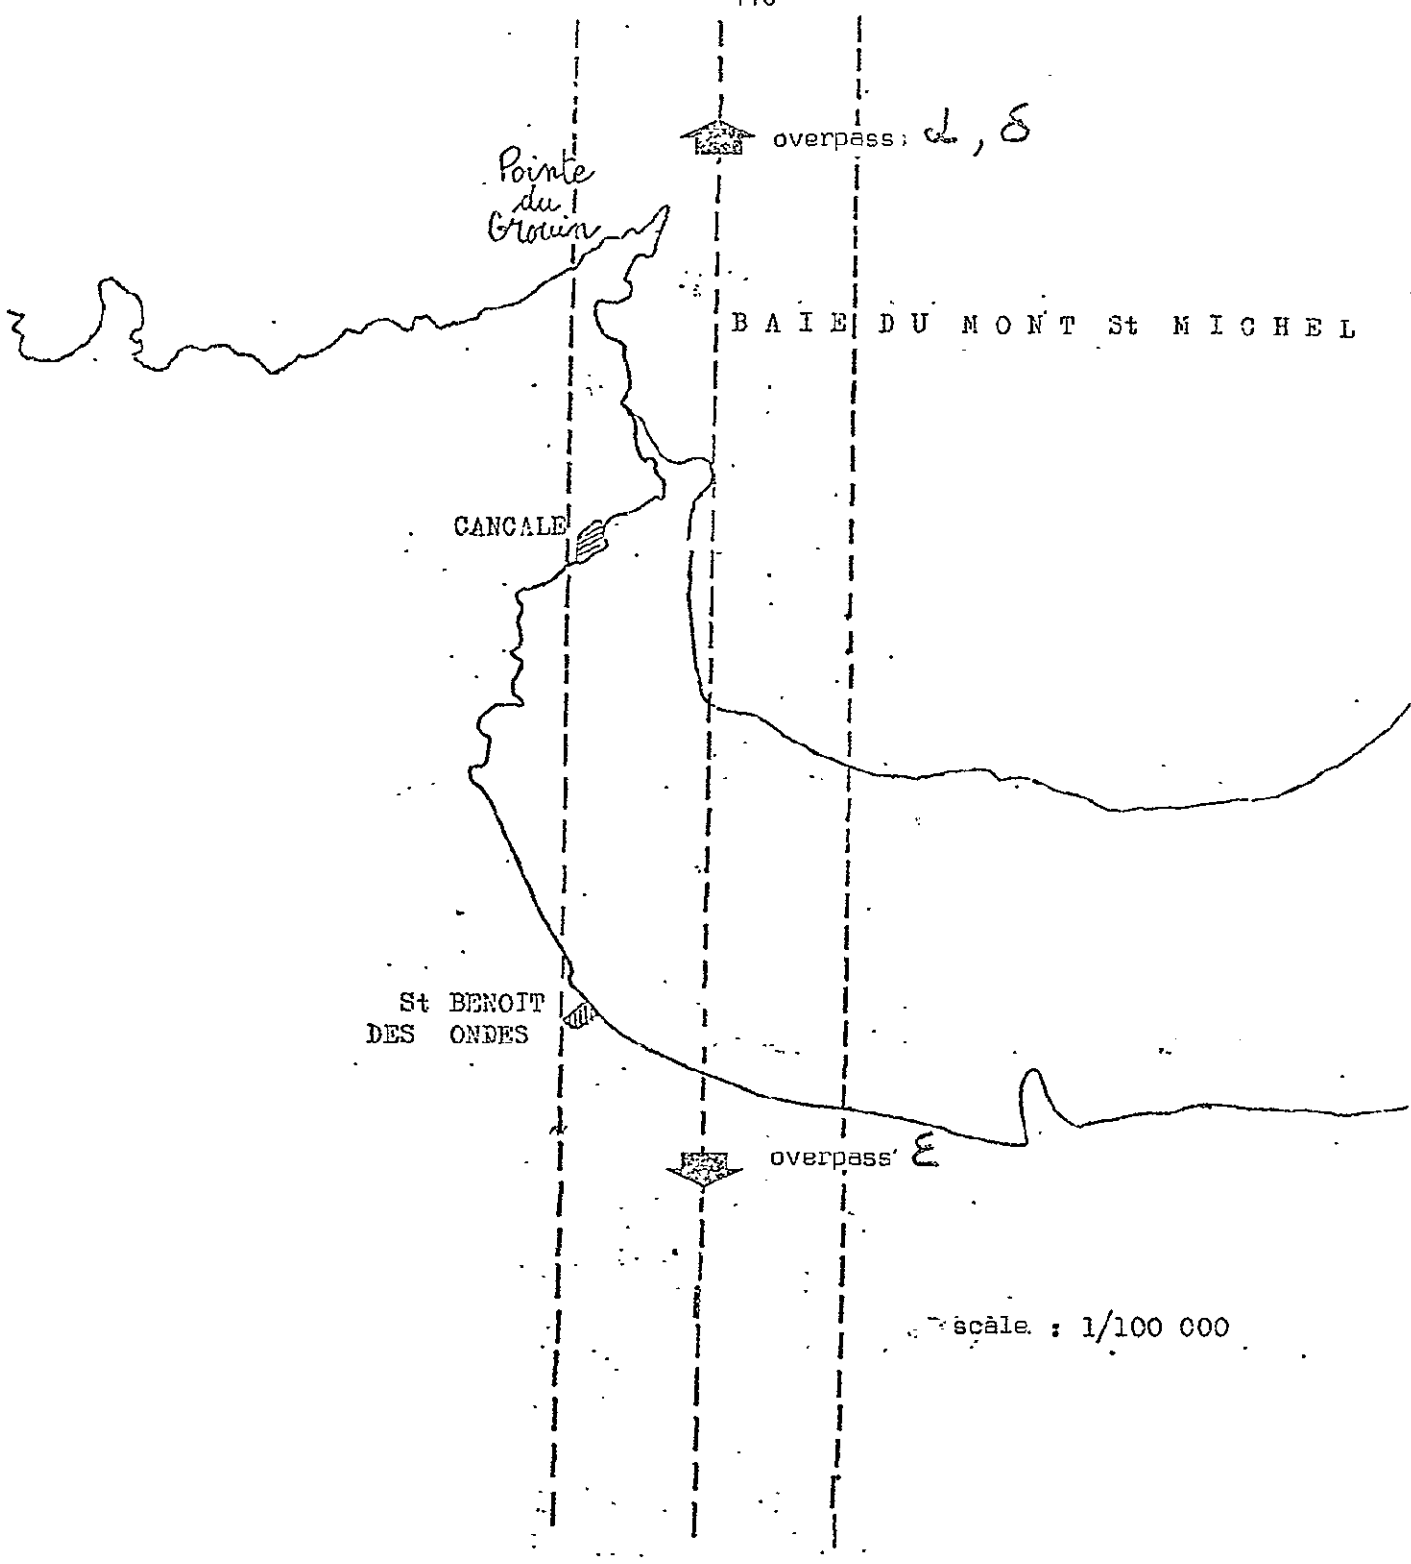 overpass; α, δ
Pointe
du
Grouin
BAIE DU MONT St MICHEL
CANCALE
St BENOIT
DES ONDES
overpass' ε
scale : 1/100 000